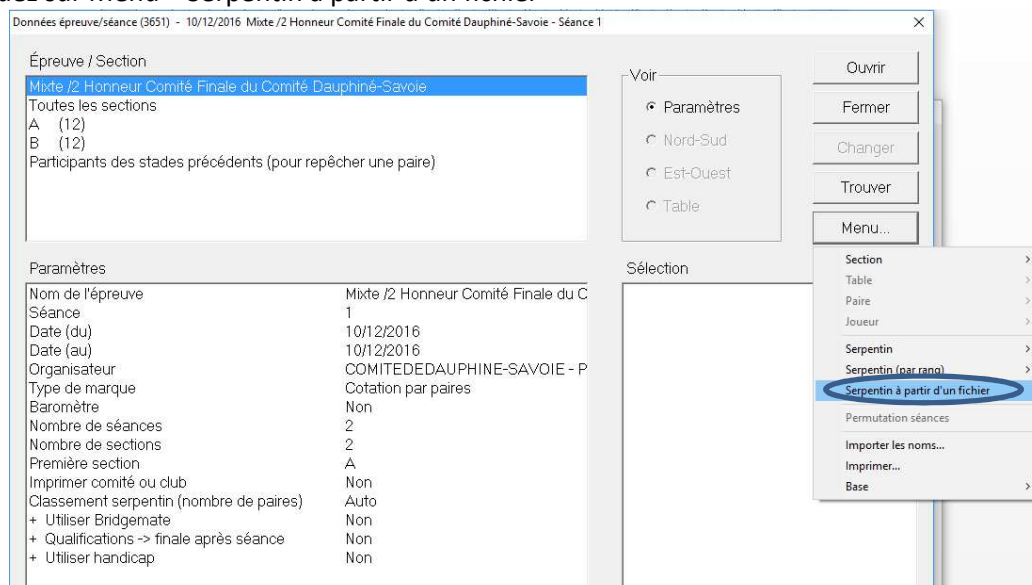 sur Menu – Serpentin à partir d'un fichier
Données épreuve/séance (3651) - 10/12/2016 Mixte /2 Honneur Comité Finale du Comité Dauphiné-Savoie - Séance 1
Épreuve / Section
Mixte /2 Honneur Comité Finale du Comité Dauphiné-Savoie
Toutes les sections
A (12)
B (12)
Participants des stades précédents (pour repêcher une paire)
Voir
Paramètres
Nord-Sud
Est-Ouest
Table
Ouvrir
Fermer
Changer
Trouver
Menu...
Paramètres
Nom de l'épreuve Mixte /2 Honneur Comité Finale du C
Séance 1
Date (du) 10/12/2016
Date (au) 10/12/2016
Organisateur COMITEDEDAUPHINE-SAVOIE - P
Type de marque Cotation par paires
Baromètre Non
Nombre de séances 2
Nombre de sections 2
Première section A
Imprimer comité ou club Non
Classement serpentin (nombre de paires) Auto
+ Utiliser Bridgemate Non
+ Qualifications -> finale après séance Non
+ Utiliser handicap Non
Sélection
Section >
Table >
Paire >
Joueur >
Serpentin >
Serpentin (par rang) >
Serpentin à partir d'un fichier
Permutation séances
Importer les noms...
Imprimer...
Base >